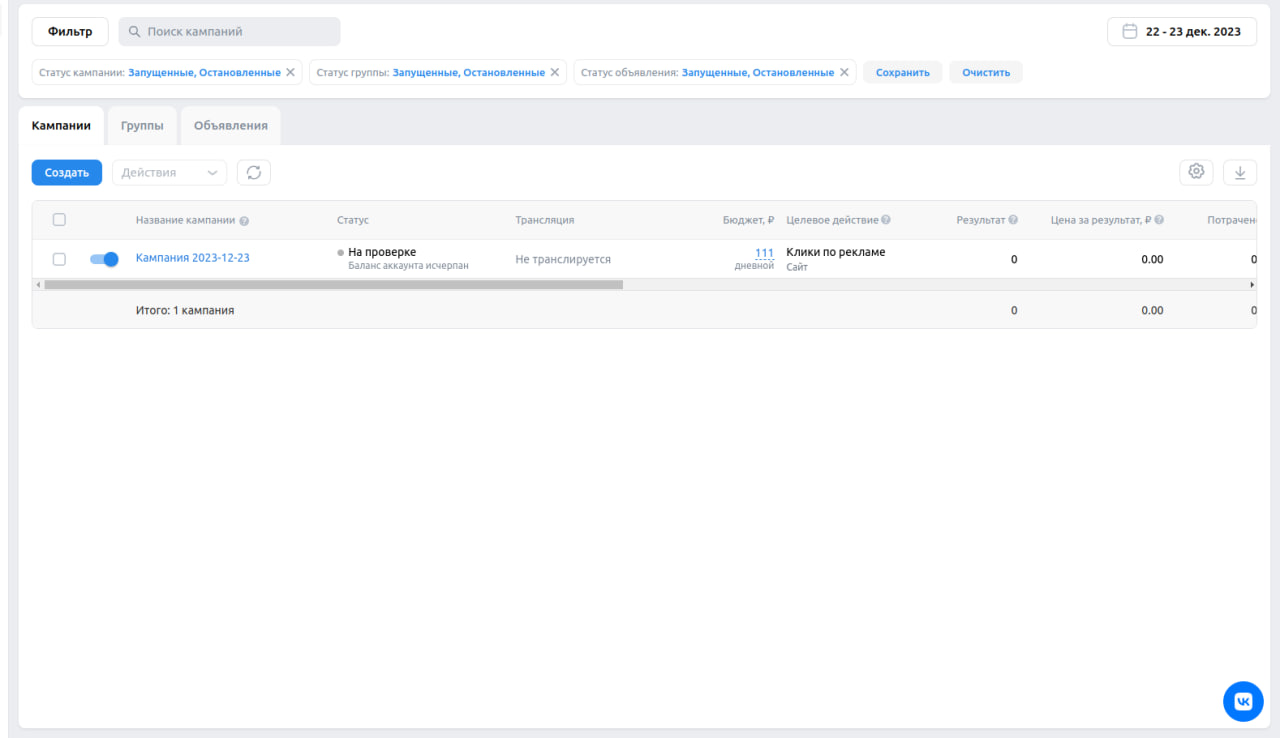 Фильтр
Поиск кампаний
22 - 23 дек. 2023
Статус кампании: Запущенные, Остановленные
Статус группы: Запущенные, Остановленные
Статус объявления: Запущенные, Остановленные
Сохранить
Очистить
Кампании
Группы
Объявления
Создать
Действия
Название кампании
Статус
Трансляция
Бюджет, ₽
Целевое действие
Результат
Цена за результат, ₽
Потрачен
Кампания 2023-12-23
На проверке
Баланс аккаунта исчерпан
Не транслируется
111
дневной
Клики по рекламе
Сайт
0
0.00
0
Итого: 1 кампания
0
0.00
0